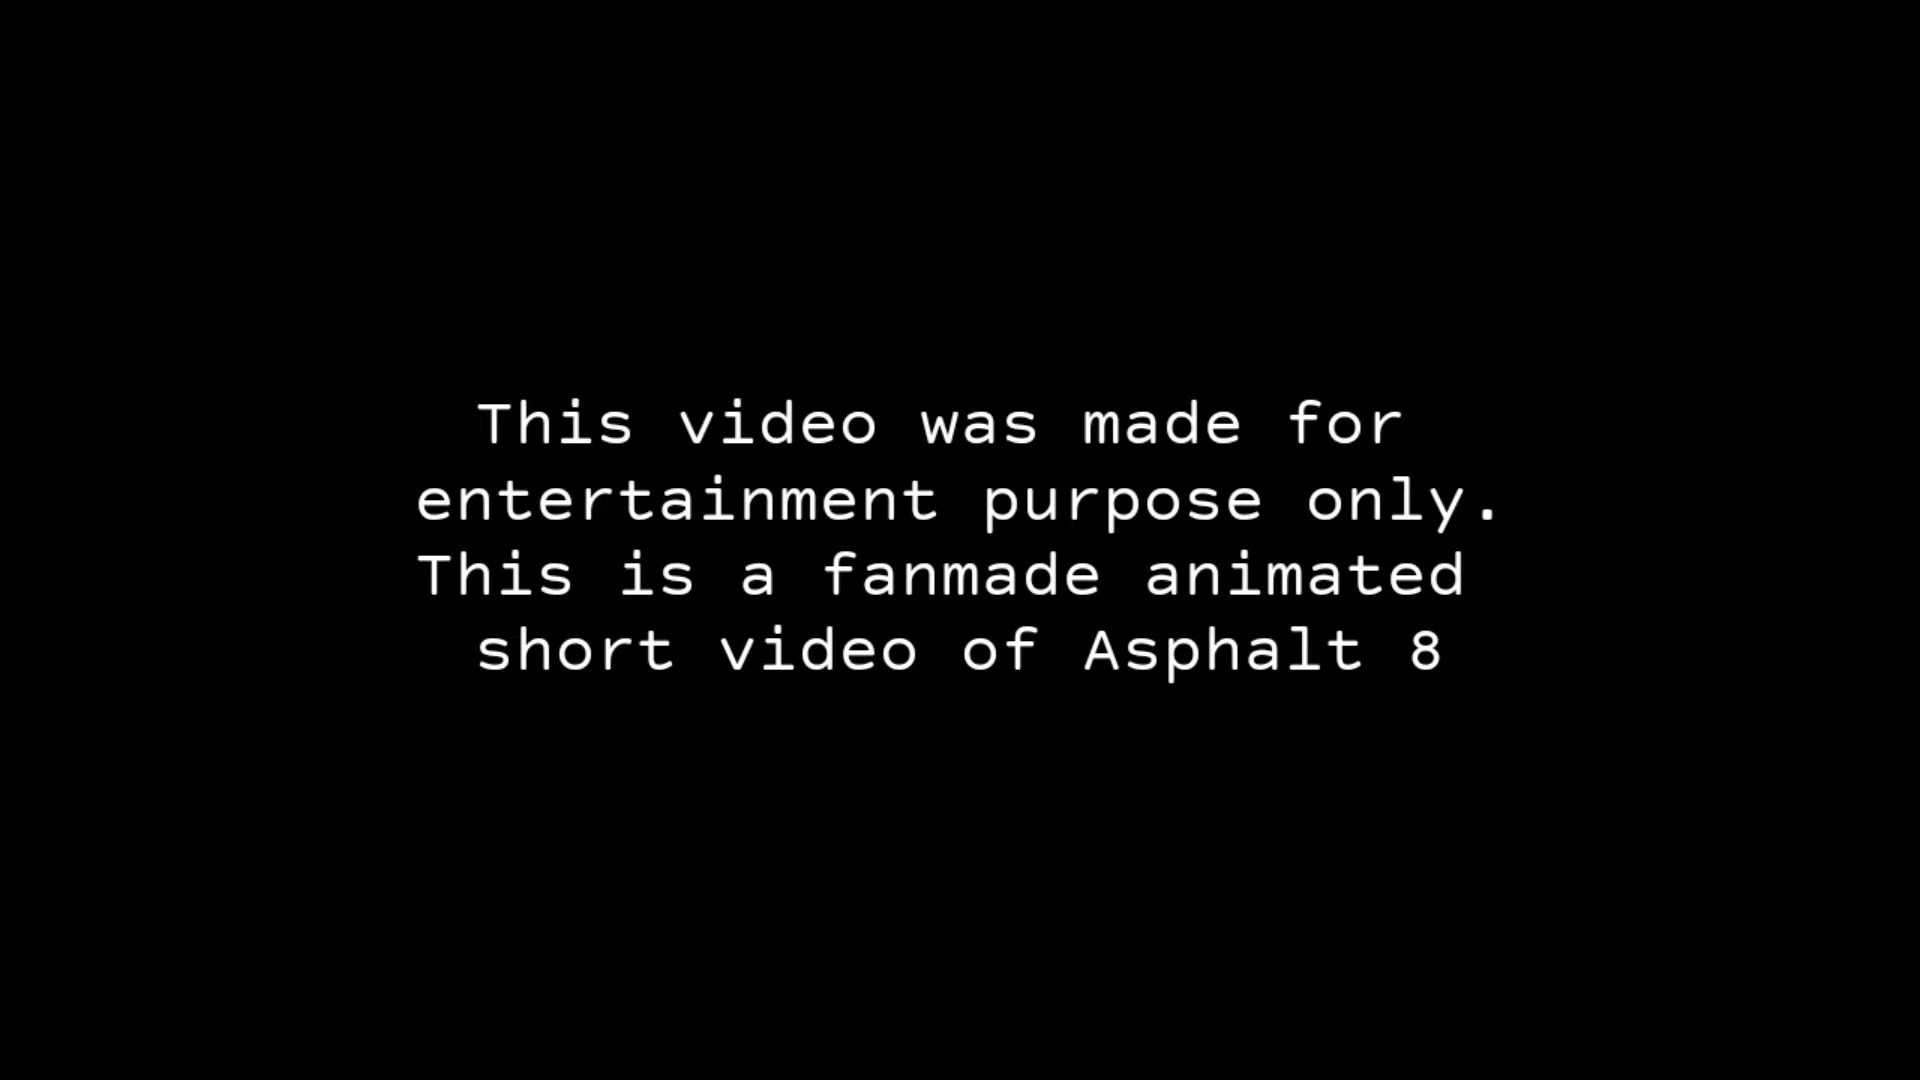 This video was made for
entertainment purpose only.
This is a fanmade animated
short video of Asphalt 8